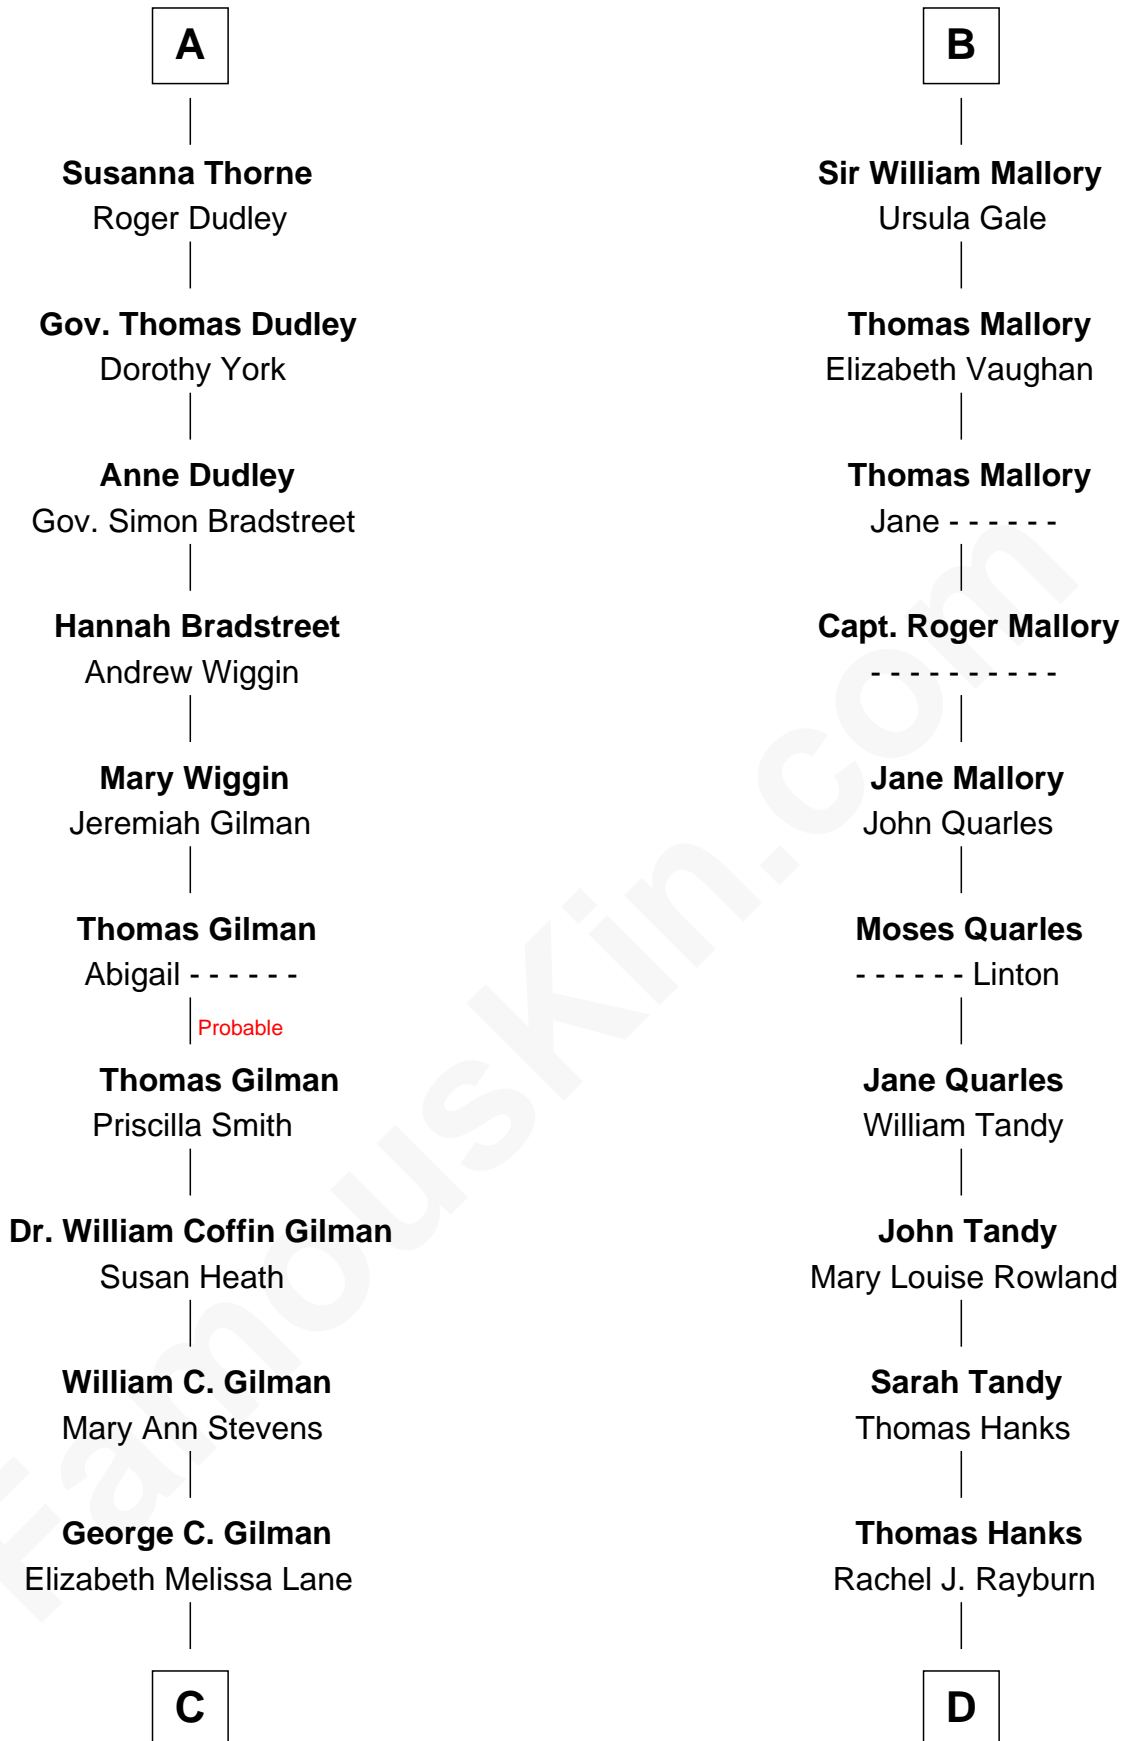 A
Susanna Thorne
Roger Dudley
Gov. Thomas Dudley
Dorothy York
Anne Dudley
Gov. Simon Bradstreet
Hannah Bradstreet
Andrew Wiggin
Mary Wiggin
Jeremiah Gilman
Thomas Gilman
Abigail - - - - - -
Probable
Thomas Gilman
Priscilla Smith
Dr. William Coffin Gilman
Susan Heath
William C. Gilman
Mary Ann Stevens
George C. Gilman
Elizabeth Melissa Lane
C
B
Sir William Mallory
Ursula Gale
Thomas Mallory
Elizabeth Vaughan
Thomas Mallory
Jane - - - - - -
Capt. Roger Mallory
- - - - - - - - - -
Jane Mallory
John Quarles
Moses Quarles
- - - - - - Linton
Jane Quarles
William Tandy
John Tandy
Mary Louise Rowland
Sarah Tandy
Thomas Hanks
Thomas Hanks
Rachel J. Rayburn
D
FamousKin.com